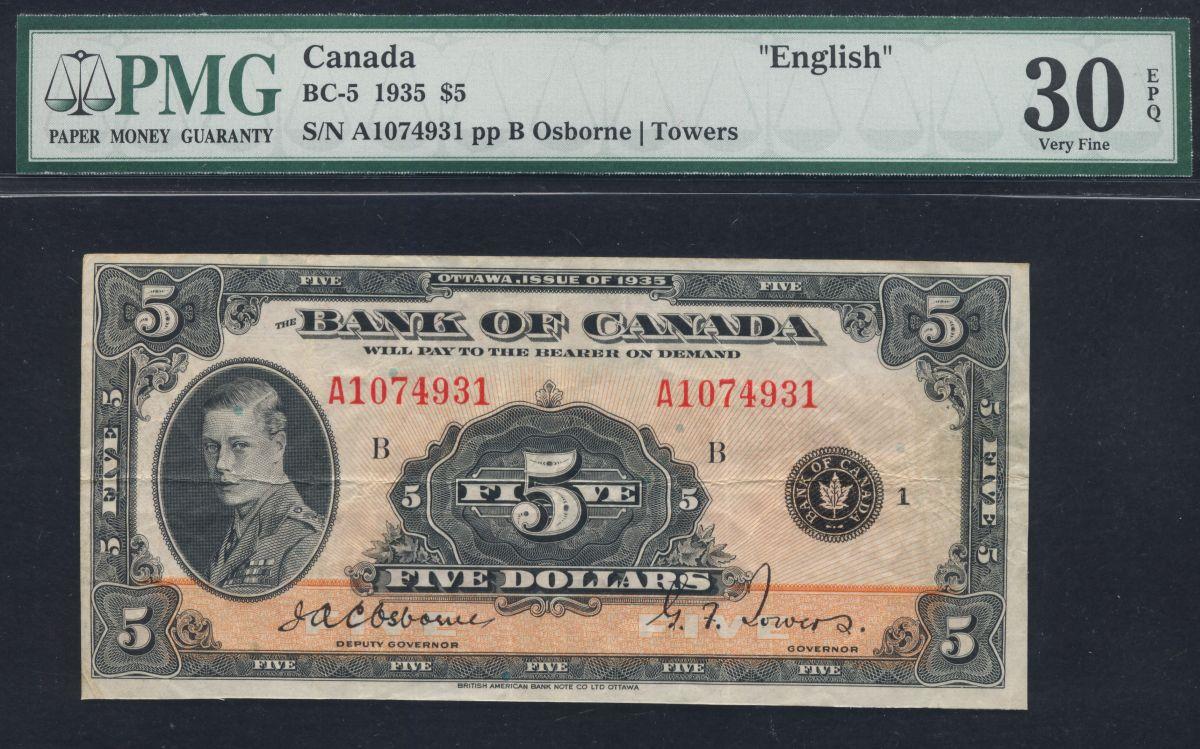 PMG
PAPER MONEY GUARANTY
Canada "English"
BC-5 1935 $5
S/N A1074931 pp B Osborne | Towers
30 EPQ
Very Fine
5 FIVE OTTAWA, ISSUE OF 1935 FIVE 5
THE BANK OF CANADA
WILL PAY TO THE BEARER ON DEMAND
A1074931 A1074931
B B
5 FIVE 5
5 5 FIVE 5
5 FIVE 5
BANK OF CANADA
1
FIVE DOLLARS
J A C Osborne G. F. Towers.
FIVE FIVE
DEPUTY GOVERNOR GOVERNOR
5 FIVE FIVE FIVE FIVE FIVE 5
BRITISH AMERICAN BANK NOTE CO LTD OTTAWA